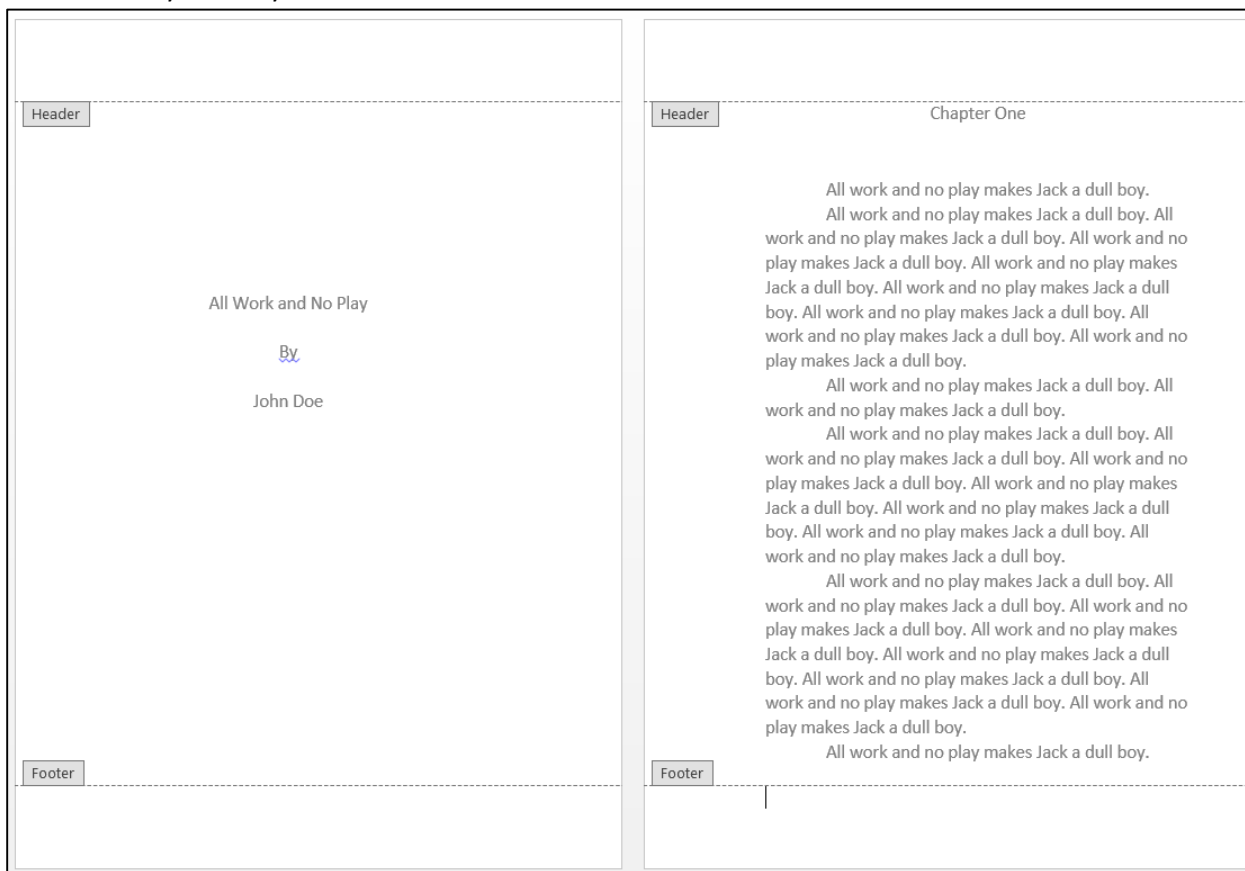 Header
All Work and No Play
By
John Doe
Footer
Header
Chapter One
All work and no play makes Jack a dull boy.
All work and no play makes Jack a dull boy. All
work and no play makes Jack a dull boy. All work and no
play makes Jack a dull boy. All work and no play makes
Jack a dull boy. All work and no play makes Jack a dull
boy. All work and no play makes Jack a dull boy. All
work and no play makes Jack a dull boy. All work and no
play makes Jack a dull boy.
All work and no play makes Jack a dull boy. All
work and no play makes Jack a dull boy.
All work and no play makes Jack a dull boy. All
work and no play makes Jack a dull boy. All work and no
play makes Jack a dull boy. All work and no play makes
Jack a dull boy. All work and no play makes Jack a dull
boy. All work and no play makes Jack a dull boy. All
work and no play makes Jack a dull boy.
All work and no play makes Jack a dull boy. All
work and no play makes Jack a dull boy. All work and no
play makes Jack a dull boy. All work and no play makes
Jack a dull boy. All work and no play makes Jack a dull
boy. All work and no play makes Jack a dull boy. All
work and no play makes Jack a dull boy. All work and no
play makes Jack a dull boy.
All work and no play makes Jack a dull boy.
Footer